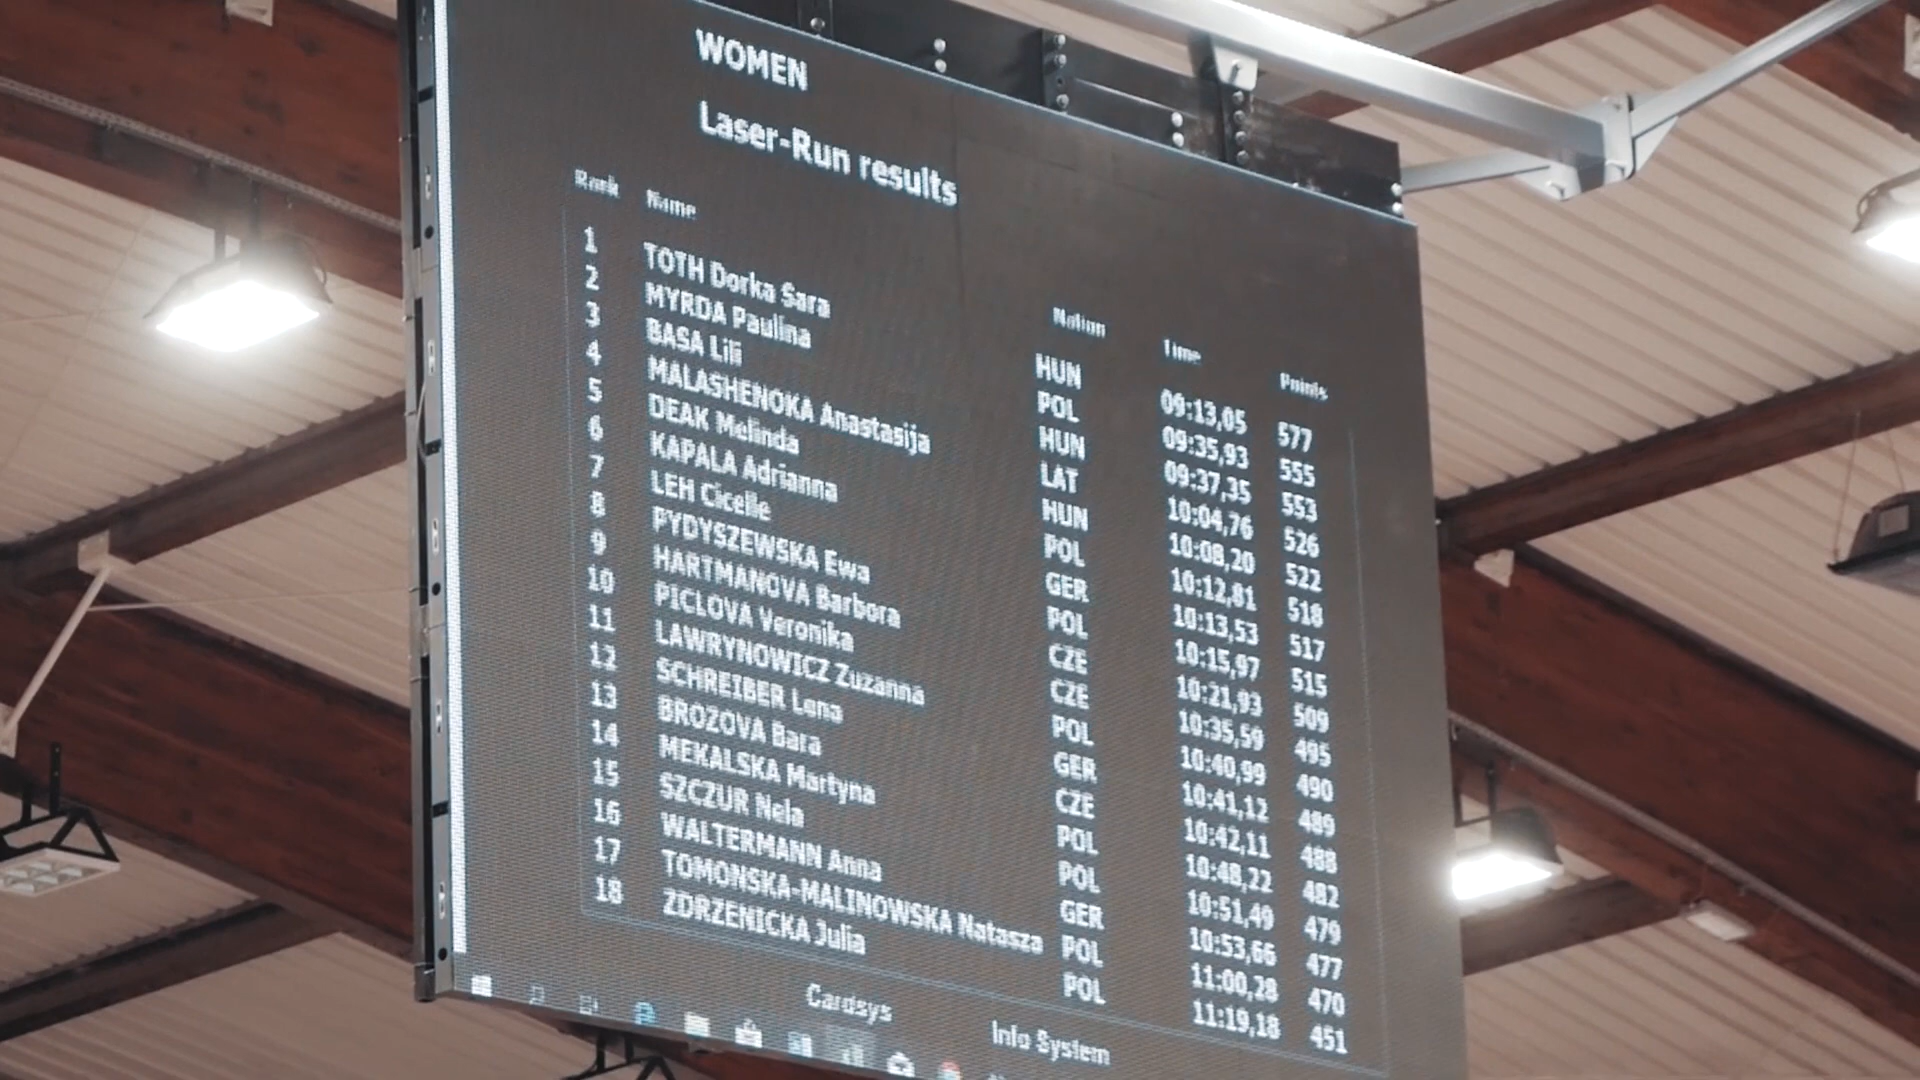 WOMEN
Laser-Run results
Rank Name Nation Time Points
1 TOTH Dorka Sara HUN 09:13,05 577
2 MYRDA Paulina POL 09:35,93 555
3 BASA Lili HUN 09:37,35 553
4 MALASHENOKA Anastasija LAT 10:04,76 526
5 DEAK Melinda HUN 10:08,20 522
6 KAPALA Adrianna POL 10:12,81 518
7 LEH Cicelle GER 10:13,53 517
8 PYDYSZEWSKA Ewa POL 10:15,97 515
9 HARTMANOVA Barbora CZE 10:21,93 509
10 PICLOVA Veronika CZE 10:35,59 495
11 LAWRYNOWICZ Zuzanna POL 10:40,99 490
12 SCHREIBER Lena GER 10:41,12 489
13 BROZOVA Bara CZE 10:42,11 488
14 MEKALSKA Martyna POL 10:48,22 482
15 SZCZUR Nela POL 10:51,49 479
16 WALTERMANN Anna GER 10:53,66 477
17 TOMONSKA-MALINOWSKA Natasza POL 11:00,28 470
18 ZDRZENICKA Julia POL 11:19,18 451
Cardsys Info System